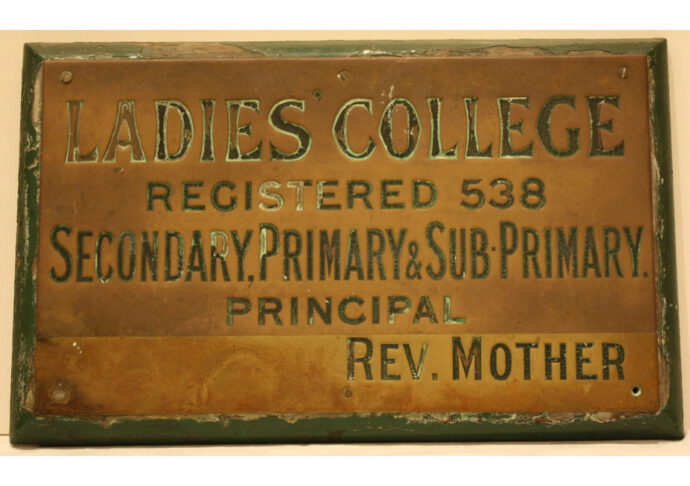 LADIES' COLLEGE
REGISTERED 538
SECONDARY, PRIMARY & SUB·PRIMARY.
PRINCIPAL
REV. MOTHER